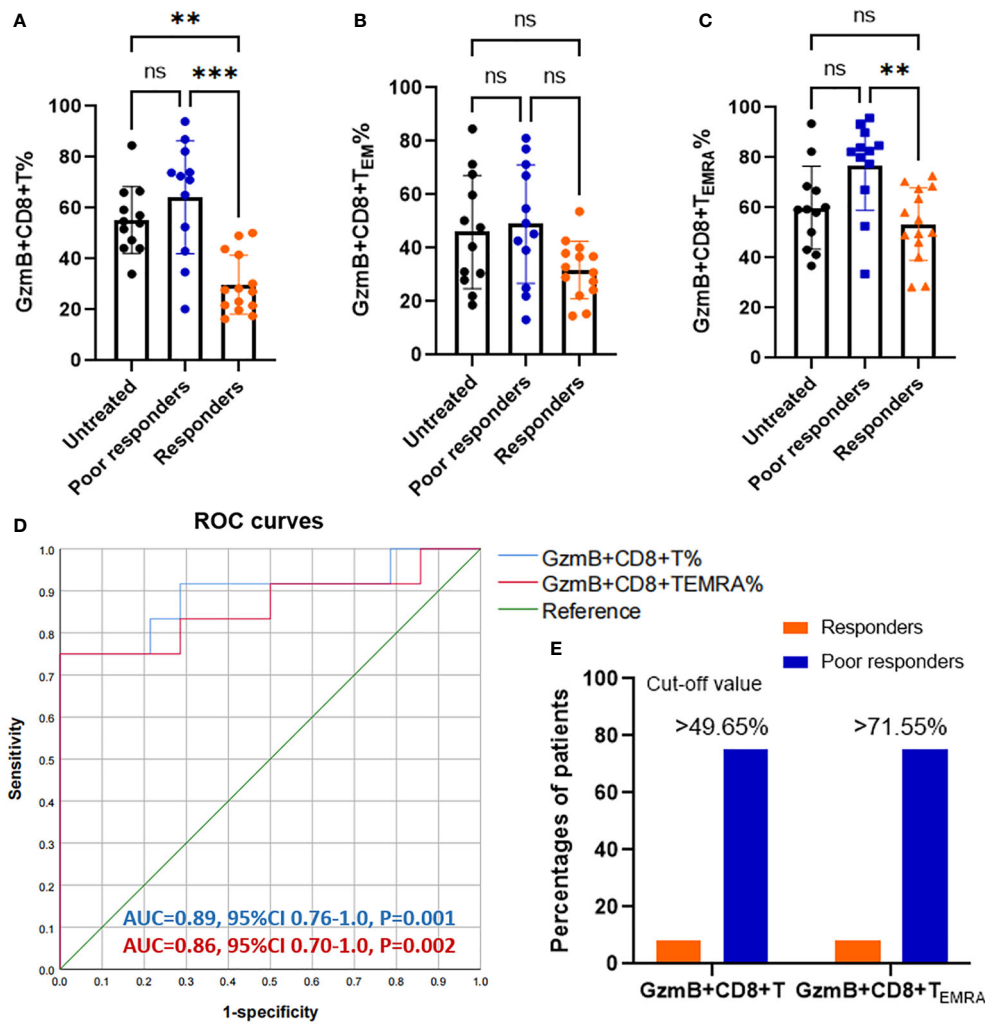 A
**
ns
***
GzmB+CD8+T%
100
80
60
40
20
0
Untreated
Poor responders
Responders
B
ns
ns
ns
GzmB+CD8+TEM%
100
80
60
40
20
0
Untreated
Poor responders
Responders
C
ns
ns
**
GzmB+CD8+TEMRA%
100
80
60
40
20
0
Untreated
Poor responders
Responders
D
ROC curves
Sensitivity
1.0
0.9
0.8
0.7
0.6
0.5
0.4
0.3
0.2
0.1
0.0
AUC=0.89, 95%CI 0.76-1.0, P=0.001
AUC=0.86, 95%CI 0.70-1.0, P=0.002
0.0 0.1 0.2 0.3 0.4 0.5 0.6 0.7 0.8 0.9 1.0
1-specificity
GzmB+CD8+T%
GzmB+CD8+TEMRA%
Reference
Responders
Poor responders
E
Percentages of patients
100
80
60
40
20
0
Cut-off value
>49.65% >71.55%
GzmB+CD8+T GzmB+CD8+TEMRA